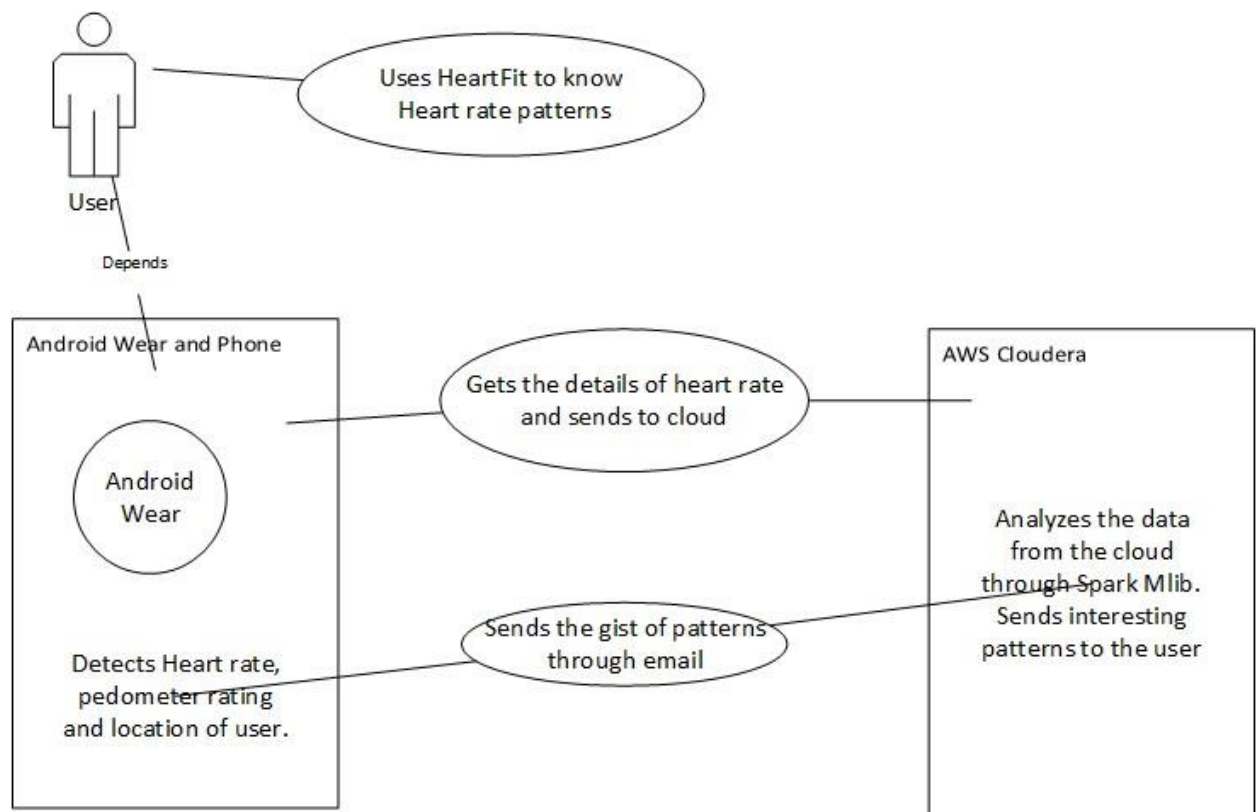 Uses HeartFit to know
Heart rate patterns
User
Depends
Android Wear and Phone
Android
Wear
Detects Heart rate,
pedometer rating
and location of user.
Gets the details of heart rate
and sends to cloud
Sends the gist of patterns
through email
AWS Cloudera
Analyzes the data
from the cloud
through Spark Mlib.
Sends interesting
patterns to the user